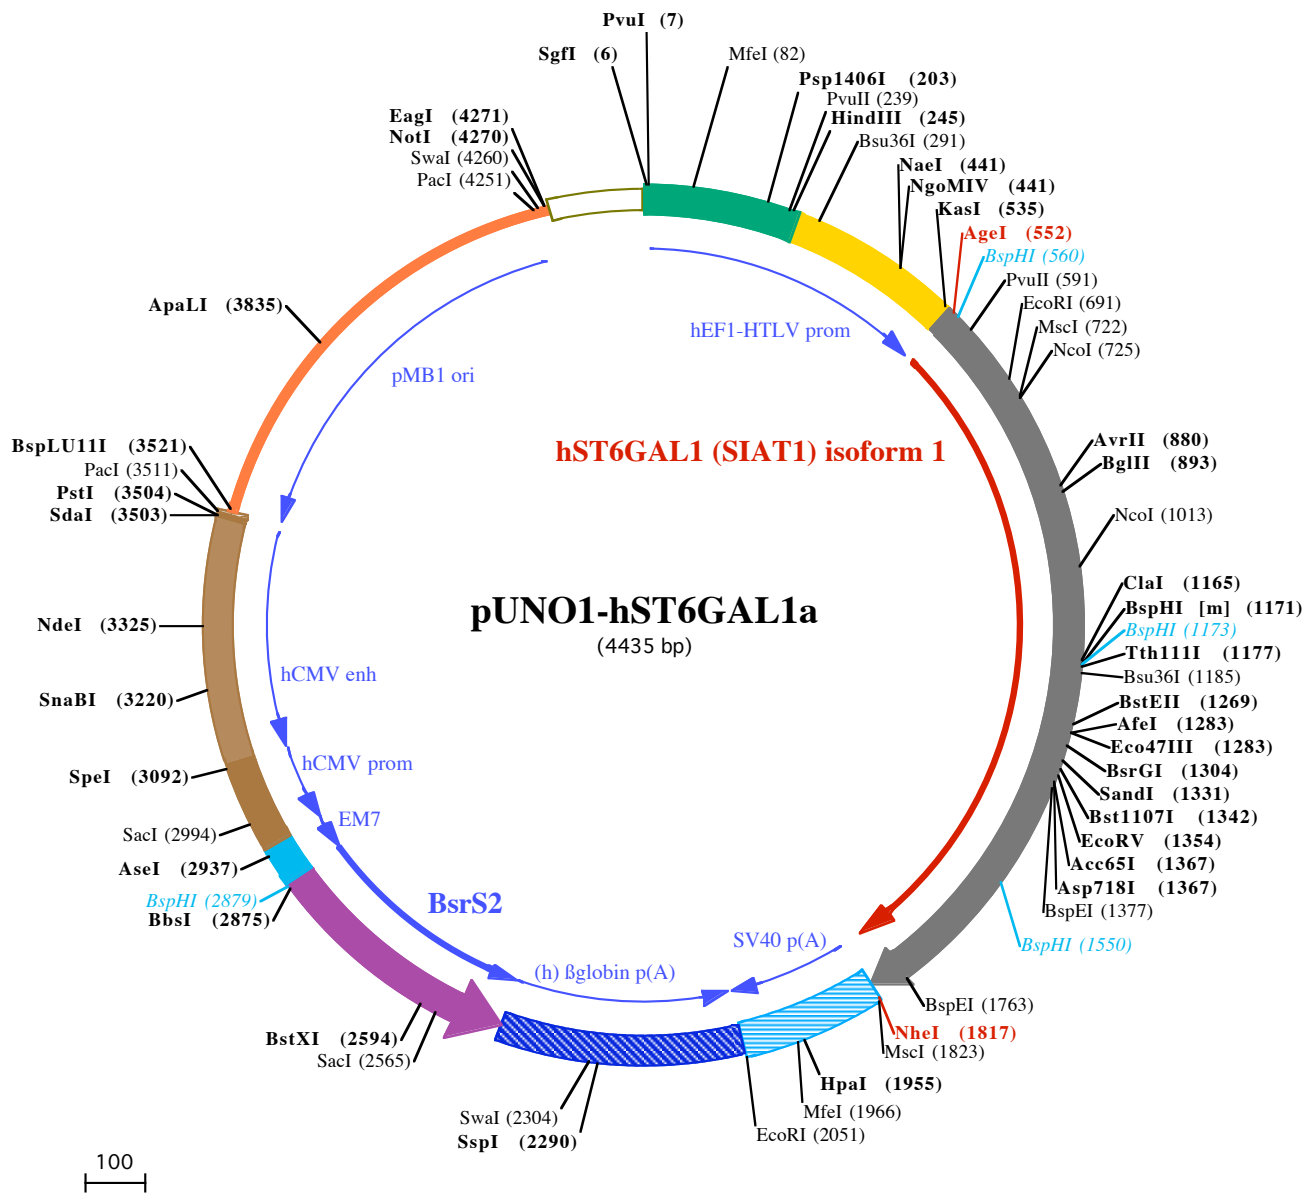 PvuI (7)
SgfI (6)
MfeI (82)
Psp1406I (203)
PvuII (239)
HindIII (245)
Bsu36I (291)
NaeI (441)
NgoMIV (441)
KasI (535)
AgeI (552)
BspHI (560)
PvuII (591)
EcoRI (691)
MscI (722)
NcoI (725)
AvrII (880)
BglII (893)
NcoI (1013)
ClaI (1165)
BspHI [m] (1171)
BspHI (1173)
Tth111I (1177)
Bsu36I (1185)
BstEII (1269)
AfeI (1283)
Eco47III (1283)
BsrGI (1304)
SandI (1331)
Bst1107I (1342)
EcoRV (1354)
Acc65I (1367)
Asp718I (1367)
BspEI (1377)
BspHI (1550)
BspEI (1763)
NheI (1817)
MscI (1823)
HpaI (1955)
MfeI (1966)
EcoRI (2051)
SspI (2290)
SwaI (2304)
SacI (2565)
BstXI (2594)
BbsI (2875)
BspHI (2879)
AseI (2937)
SacI (2994)
SpeI (3092)
SnaBI (3220)
NdeI (3325)
SdaI (3503)
PstI (3504)
PacI (3511)
BspLU11I (3521)
ApaLI (3835)
PacI (4251)
SwaI (4260)
NotI (4270)
EagI (4271)
hEF1-HTLV prom
pMB1 ori
hST6GAL1 (SIAT1) isoform 1
pUNO1-hST6GAL1a
(4435 bp)
hCMV enh
hCMV prom
EM7
BsrS2
(h) ßglobin p(A)
SV40 p(A)
100